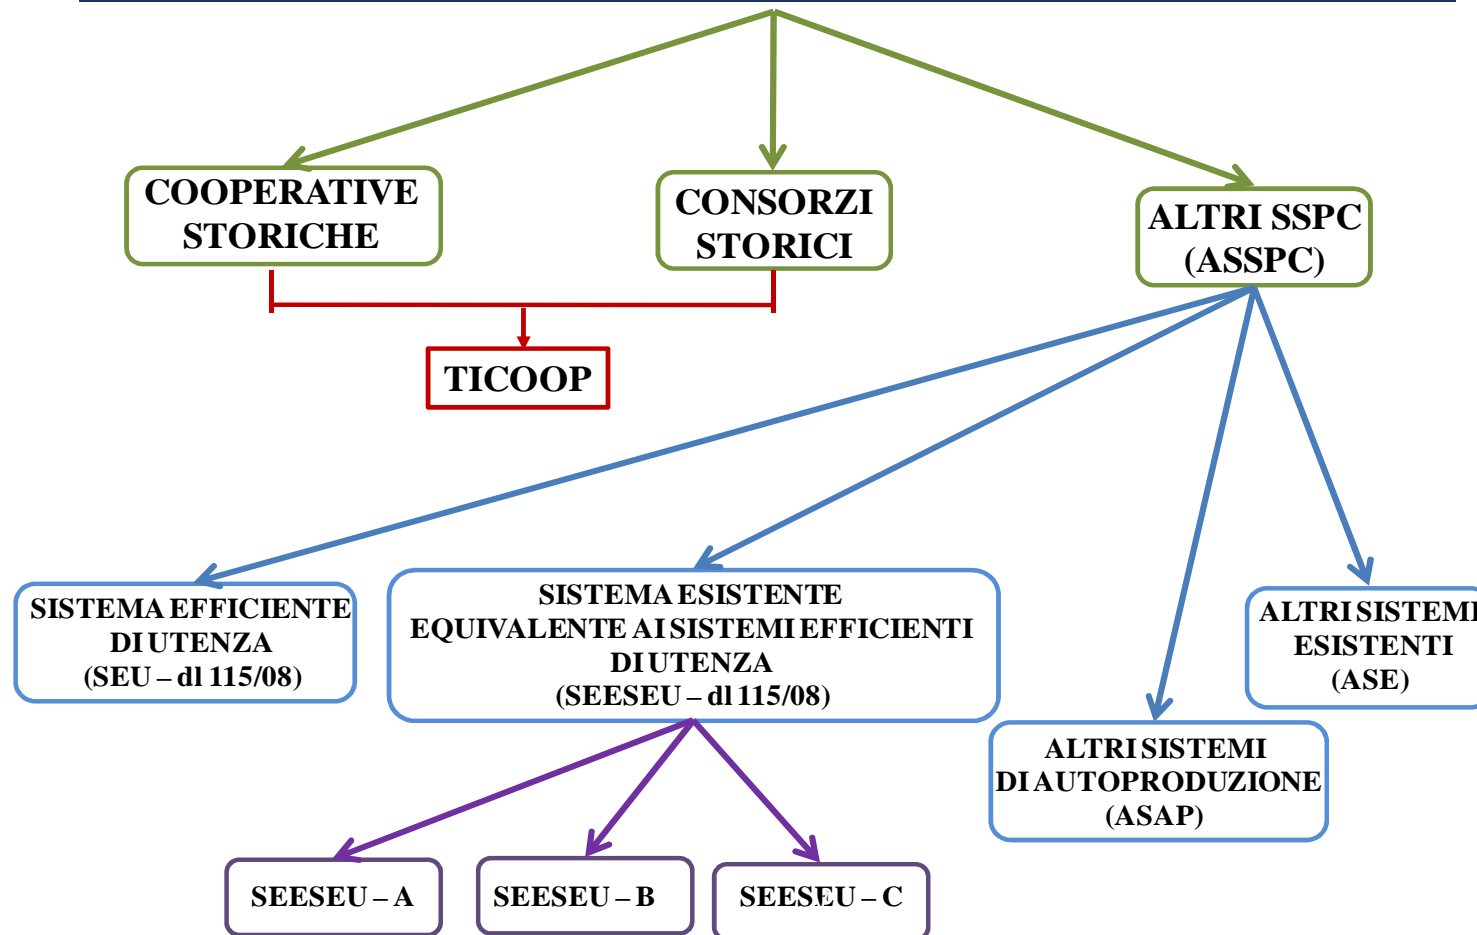 COOPERATIVE
STORICHE
CONSORZI
STORICI
ALTRI SSPC
(ASSPC)
TICOOP
SISTEMA EFFICIENTE
DI UTENZA
(SEU – dl 115/08)
SISTEMA ESISTENTE
EQUIVALENTE AI SISTEMI EFFICIENTI
DI UTENZA
(SEESEU – dl 115/08)
ALTRI SISTEMI
ESISTENTI
(ASE)
ALTRI SISTEMI
DI AUTOPRODUZIONE
(ASAP)
SEESEU – A
SEESEU – B
SEESEU – C